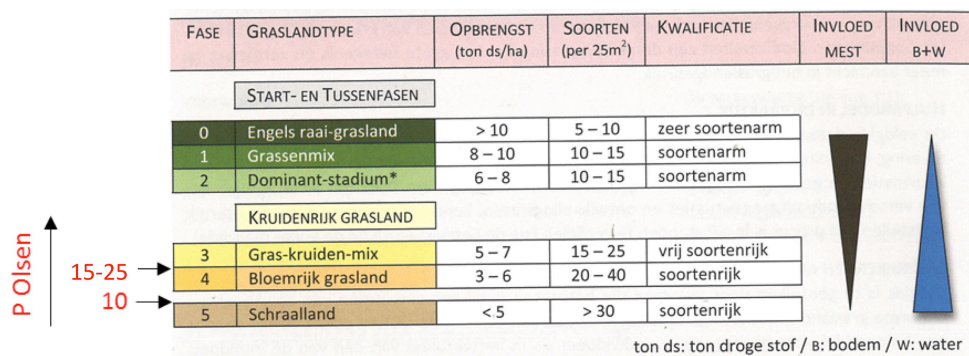 FASE GRASLANDTYPE OPBRENGST (ton ds/ha) SOORTEN (per 25m²) KWALIFICATIE INVLOED MEST INVLOED B+W
START- EN TUSSENFASEN
0 Engels raai-grasland > 10 5 – 10 zeer soortenarm
1 Grassenmix 8 – 10 10 – 15 soortenarm
2 Dominant-stadium* 6 – 8 10 – 15 soortenarm
KRUIDENRIJK GRASLAND
3 Gras-kruiden-mix 5 – 7 15 – 25 vrij soortenrijk
4 Bloemrijk grasland 3 – 6 20 – 40 soortenrijk
5 Schraalland < 5 > 30 soortenrijk
ton ds: ton droge stof / B: bodem / W: water
P Olsen
15-25
10